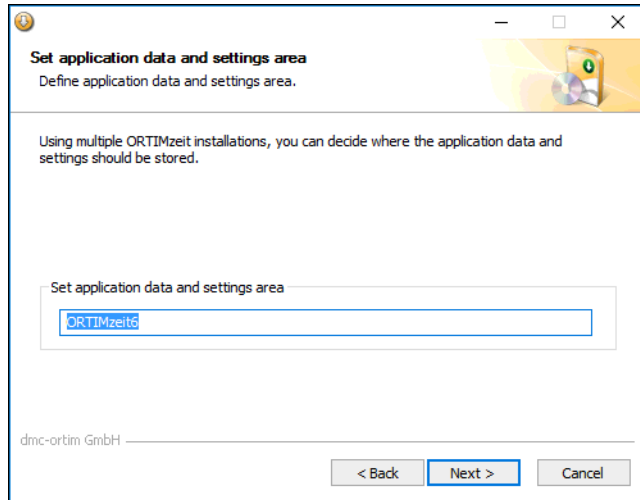 Set application data and settings area
Define application data and settings area.
Using multiple ORTIMzeit installations, you can decide where the application data and
settings should be stored.
Set application data and settings area
ORTIMzeit6
dmc-ortim GmbH
< Back
Next >
Cancel